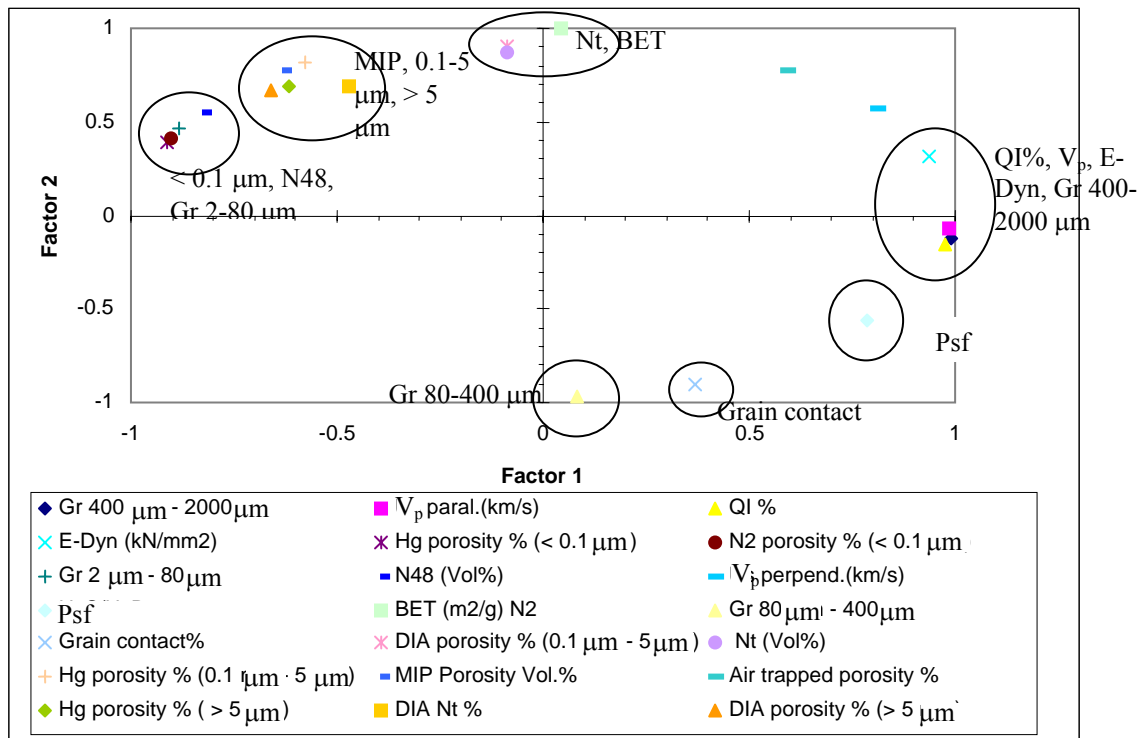 1
MIP, 0.1-5
μm, > 5
μm
Nt, BET
0.5
< 0.1 μm, N48,
Gr 2-80 μm
QI%, Vp, E-
Dyn, Gr 400-
2000 μm
Factor 2
0
-0.5
Psf
Gr 80-400 μm
Grain contact
-1
-1
-0.5
0
0.5
1
Factor 1
Gr 400 μm - 2000μm
Vp paral.(km/s)
QI %
E-Dyn (kN/mm2)
Hg porosity % (< 0.1 μm)
N2 porosity % (< 0.1 μm)
Gr 2 μm - 80μm
N48 (Vol%)
Vp perpend.(km/s)
Psf
BET (m2/g) N2
Gr 80μm - 400μm
Grain contact%
DIA porosity % (0.1μm - 5μm)
Nt (Vol%)
Hg porosity % (0.1 μm - 5 μm)
MIP Porosity Vol.%
Air trapped porosity %
Hg porosity % ( > 5μm)
DIA Nt %
DIA porosity % (> 5 μm)